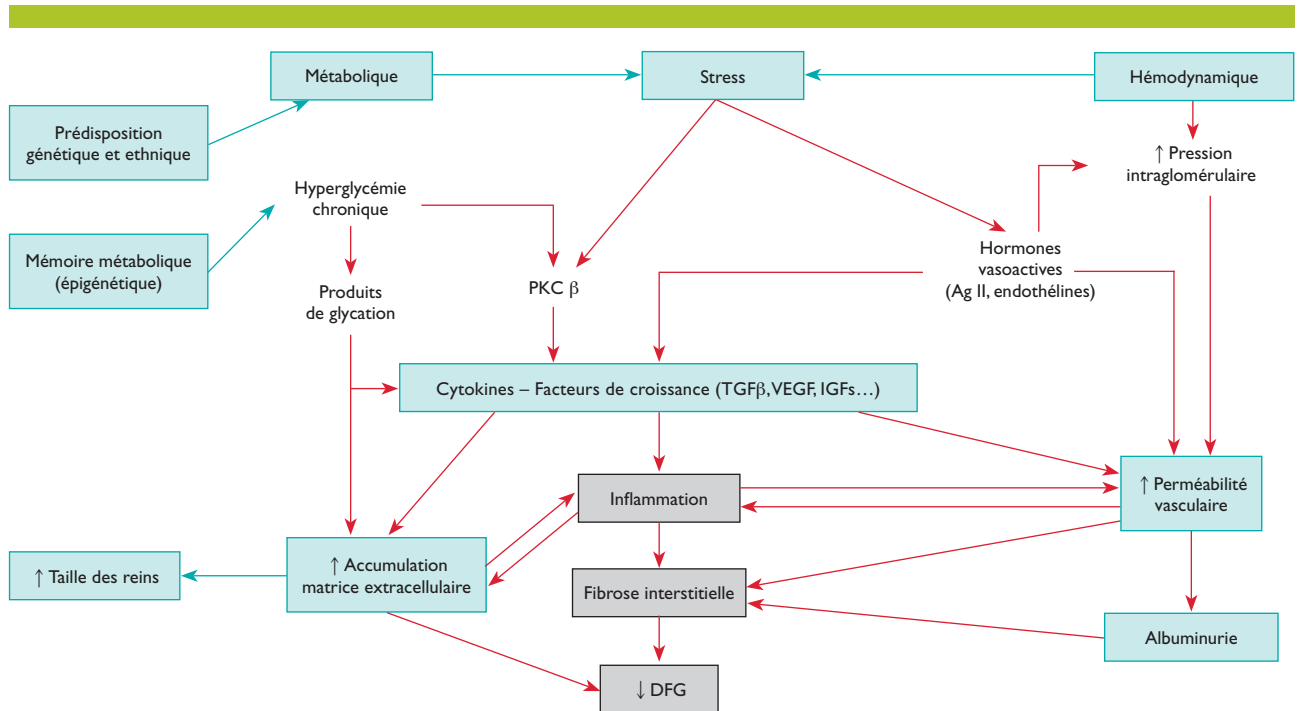 Métabolique
Stress
Hémodynamique
Prédisposition
génétique et ethnique
↑ Pression
intraglomérulaire
Hyperglycémie
chronique
Mémoire métabolique
(épigénétique)
Hormones
vasoactives
(Ag II, endothélines)
Produits
de glycation
PKC β
Cytokines – Facteurs de croissance (TGFβ, VEGF, IGFs…)
Inflammation
↑ Perméabilité
vasculaire
↑ Taille des reins
↑ Accumulation
matrice extracellulaire
Fibrose interstitielle
Albuminurie
↓ DFG